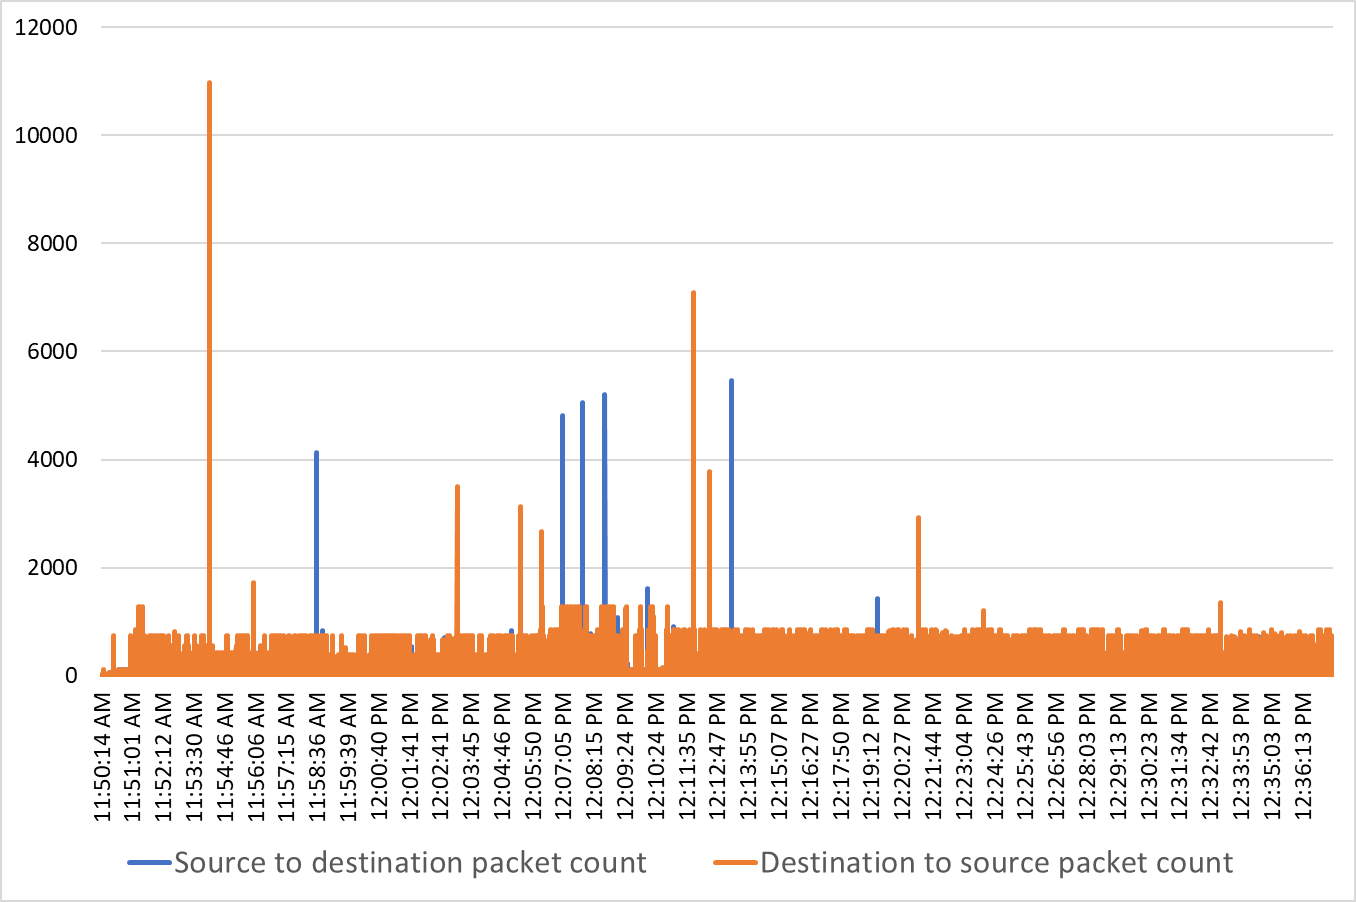 12000
10000
8000
6000
4000
2000
0
11:50:14 AM
11:51:01 AM
11:52:12 AM
11:53:30 AM
11:54:46 AM
11:56:06 AM
11:57:15 AM
11:58:36 AM
11:59:39 AM
12:00:40 PM
12:01:41 PM
12:02:41 PM
12:03:45 PM
12:04:46 PM
12:05:50 PM
12:07:05 PM
12:08:15 PM
12:09:24 PM
12:10:24 PM
12:11:35 PM
12:12:47 PM
12:13:55 PM
12:15:07 PM
12:16:27 PM
12:17:50 PM
12:19:12 PM
12:20:27 PM
12:21:44 PM
12:23:04 PM
12:24:26 PM
12:25:43 PM
12:26:56 PM
12:28:03 PM
12:29:13 PM
12:30:23 PM
12:31:34 PM
12:32:42 PM
12:33:53 PM
12:35:03 PM
12:36:13 PM
Source to destination packet count
Destination to source packet count